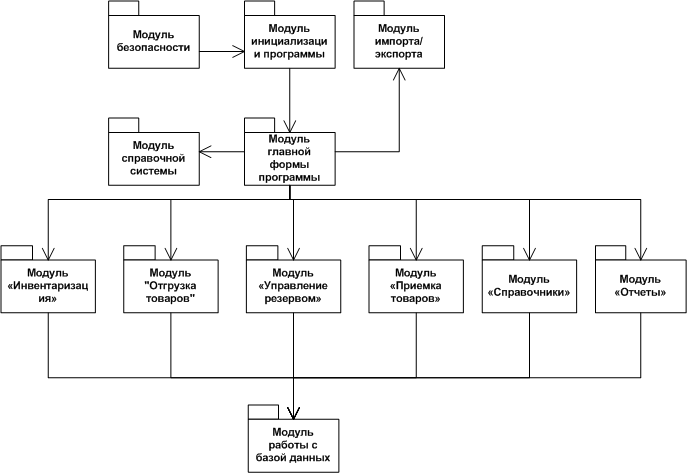 Модуль
безопасности
Модуль
инициализаци
и программы
Модуль
импорта/
экспорта
Модуль
справочной
системы
Модуль
главной
формы
программы
Модуль
«Инвентаризац
ия»
Модуль
"Отгрузка
товаров"
Модуль
«Управление
резервом»
Модуль
«Приемка
товаров»
Модуль
«Справочники»
Модуль
«Отчеты»
Модуль
работы с
базой данных